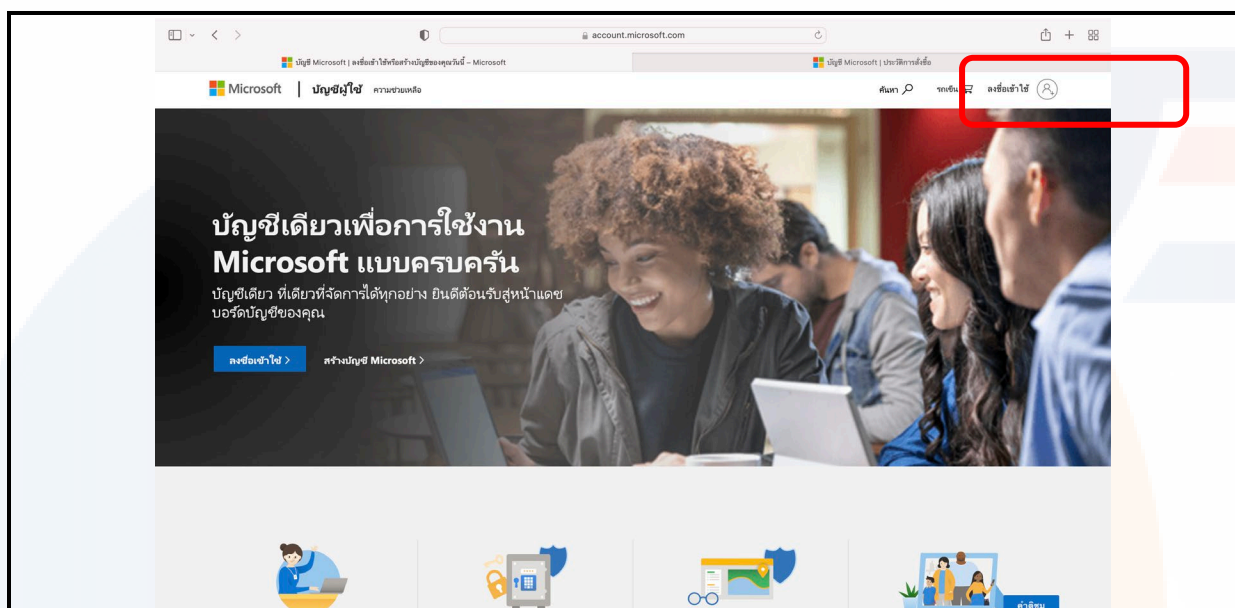 account.microsoft.com
บัญชี Microsoft | ลงชื่อเข้าใช้หรือสร้างบัญชีของคุณวันนี้ – Microsoft
บัญชี Microsoft | ประวัติการสั่งซื้อ
Microsoft | บัญชีผู้ใช้ ความช่วยเหลือ ค้นหา รถเข็น ลงชื่อเข้าใช้
บัญชีเดียวเพื่อการใช้งาน
Microsoft แบบครบครัน
บัญชีเดียว ที่เดียวที่จัดการได้ทุกอย่าง ยินดีต้อนรับสู่หน้าแดช
บอร์ดบัญชีของคุณ
ลงชื่อเข้าใช้ > สร้างบัญชี Microsoft >
คำติชม